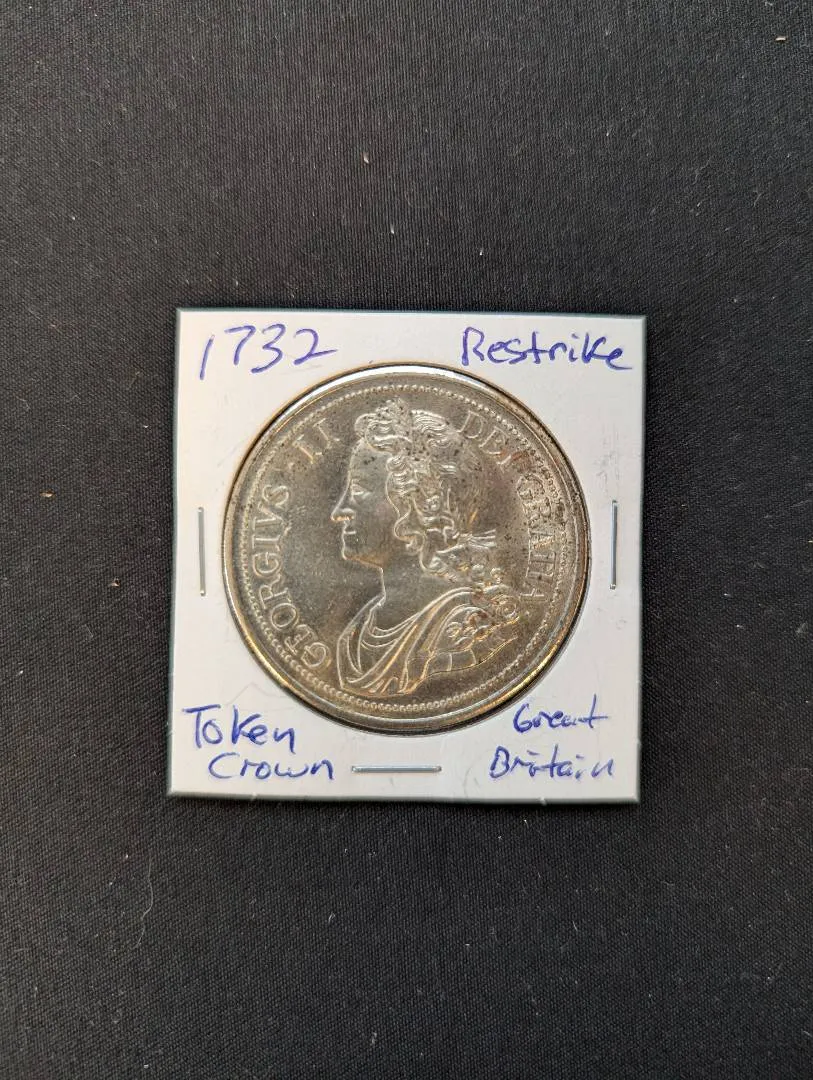 1732 Restrike
GEORGIVS · II DEI · GRATIA
Token Great
Crown Britain